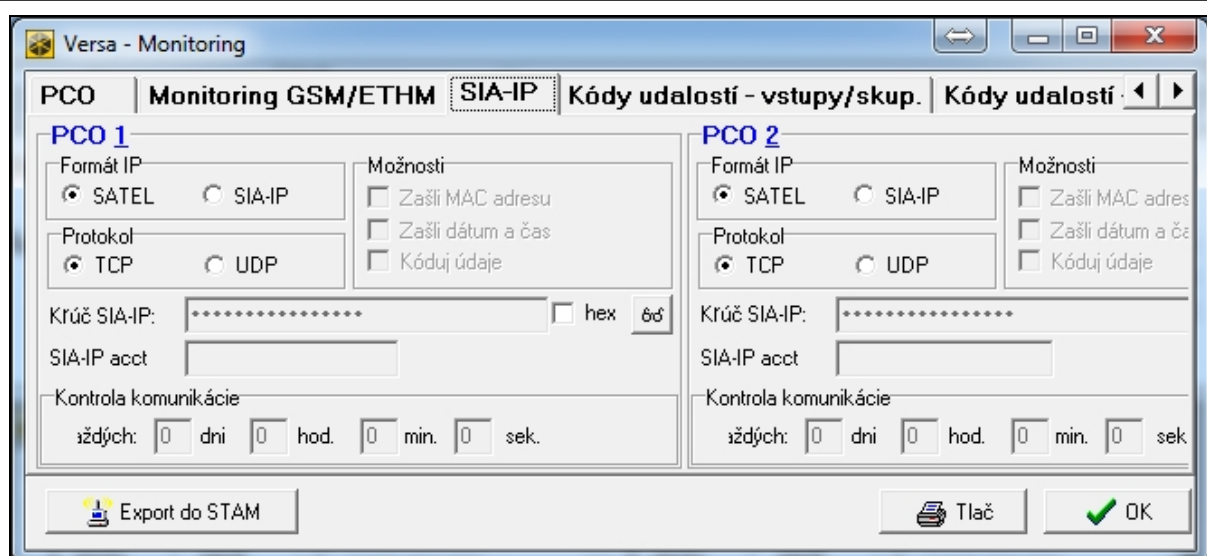 Versa - Monitoring
PCO Monitoring GSM/ETHM SIA-IP Kódy udalostí - vstupy/skup. Kódy udalostí
PCO 1
Formát IP
SATEL SIA-IP
Protokol
TCP UDP
Možnosti
Zašli MAC adresu
Zašli dátum a čas
Kóduj údaje
Kľúč SIA-IP: **************** hex
SIA-IP acct
Kontrola komunikácie
aždých: 0 dni 0 hod. 0 min. 0 sek.
PCO 2
Formát IP
SATEL SIA-IP
Protokol
TCP UDP
Možnosti
Zašli MAC adres
Zašli dátum a ča
Kóduj údaje
Kľúč SIA-IP: ****************
SIA-IP acct
Kontrola komunikácie
aždých: 0 dni 0 hod. 0 min. 0 sek
Export do STAM Tlač OK